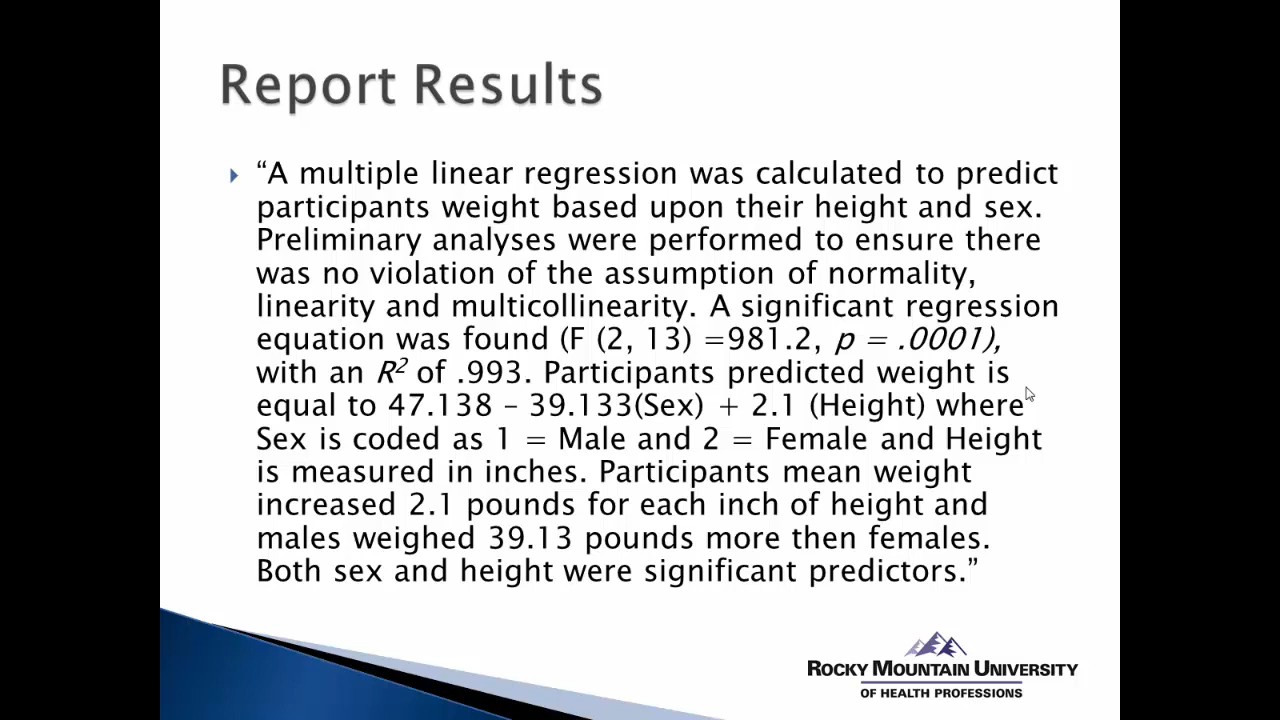 Report Results
“A multiple linear regression was calculated to predict
participants weight based upon their height and sex.
Preliminary analyses were performed to ensure there
was no violation of the assumption of normality,
linearity and multicollinearity. A significant regression
equation was found (F (2, 13) =981.2, p = .0001),
with an R² of .993. Participants predicted weight is
equal to 47.138 – 39.133(Sex) + 2.1 (Height) where
Sex is coded as 1 = Male and 2 = Female and Height
is measured in inches. Participants mean weight
increased 2.1 pounds for each inch of height and
males weighed 39.13 pounds more then females.
Both sex and height were significant predictors.”
ROCKY MOUNTAIN UNIVERSITY
OF HEALTH PROFESSIONS